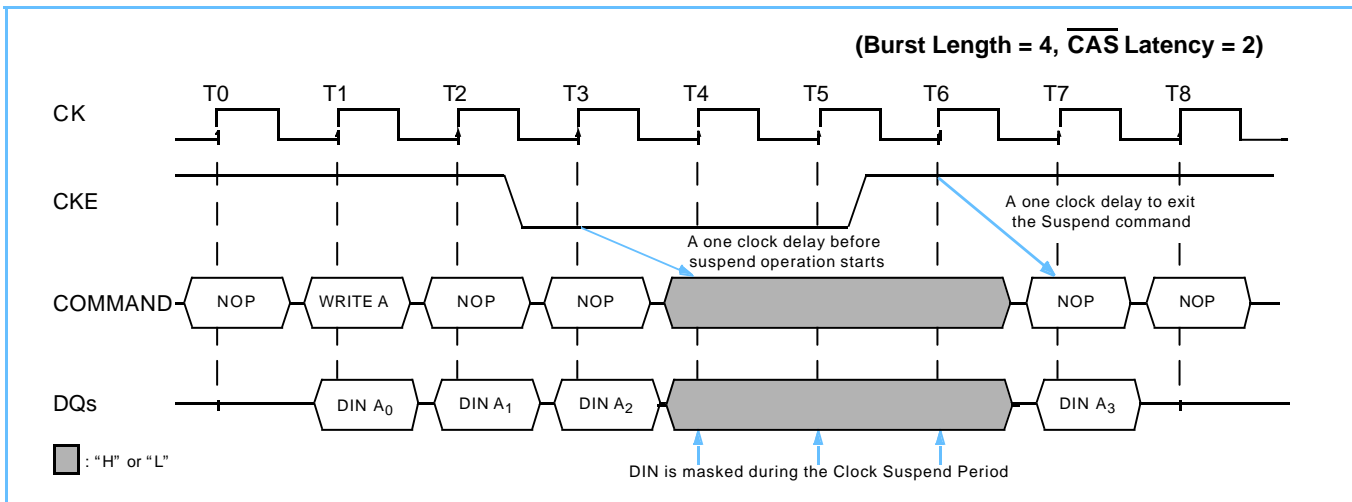 (Burst Length = 4, CAS Latency = 2)
T0 T1 T2 T3 T4 T5 T6 T7 T8
CK
CKE
A one clock delay to exit
the Suspend command
A one clock delay before
suspend operation starts
COMMAND NOP WRITE A NOP NOP NOP NOP
DQs DIN A0 DIN A1 DIN A2 DIN A3
: "H" or "L"
DIN is masked during the Clock Suspend Period